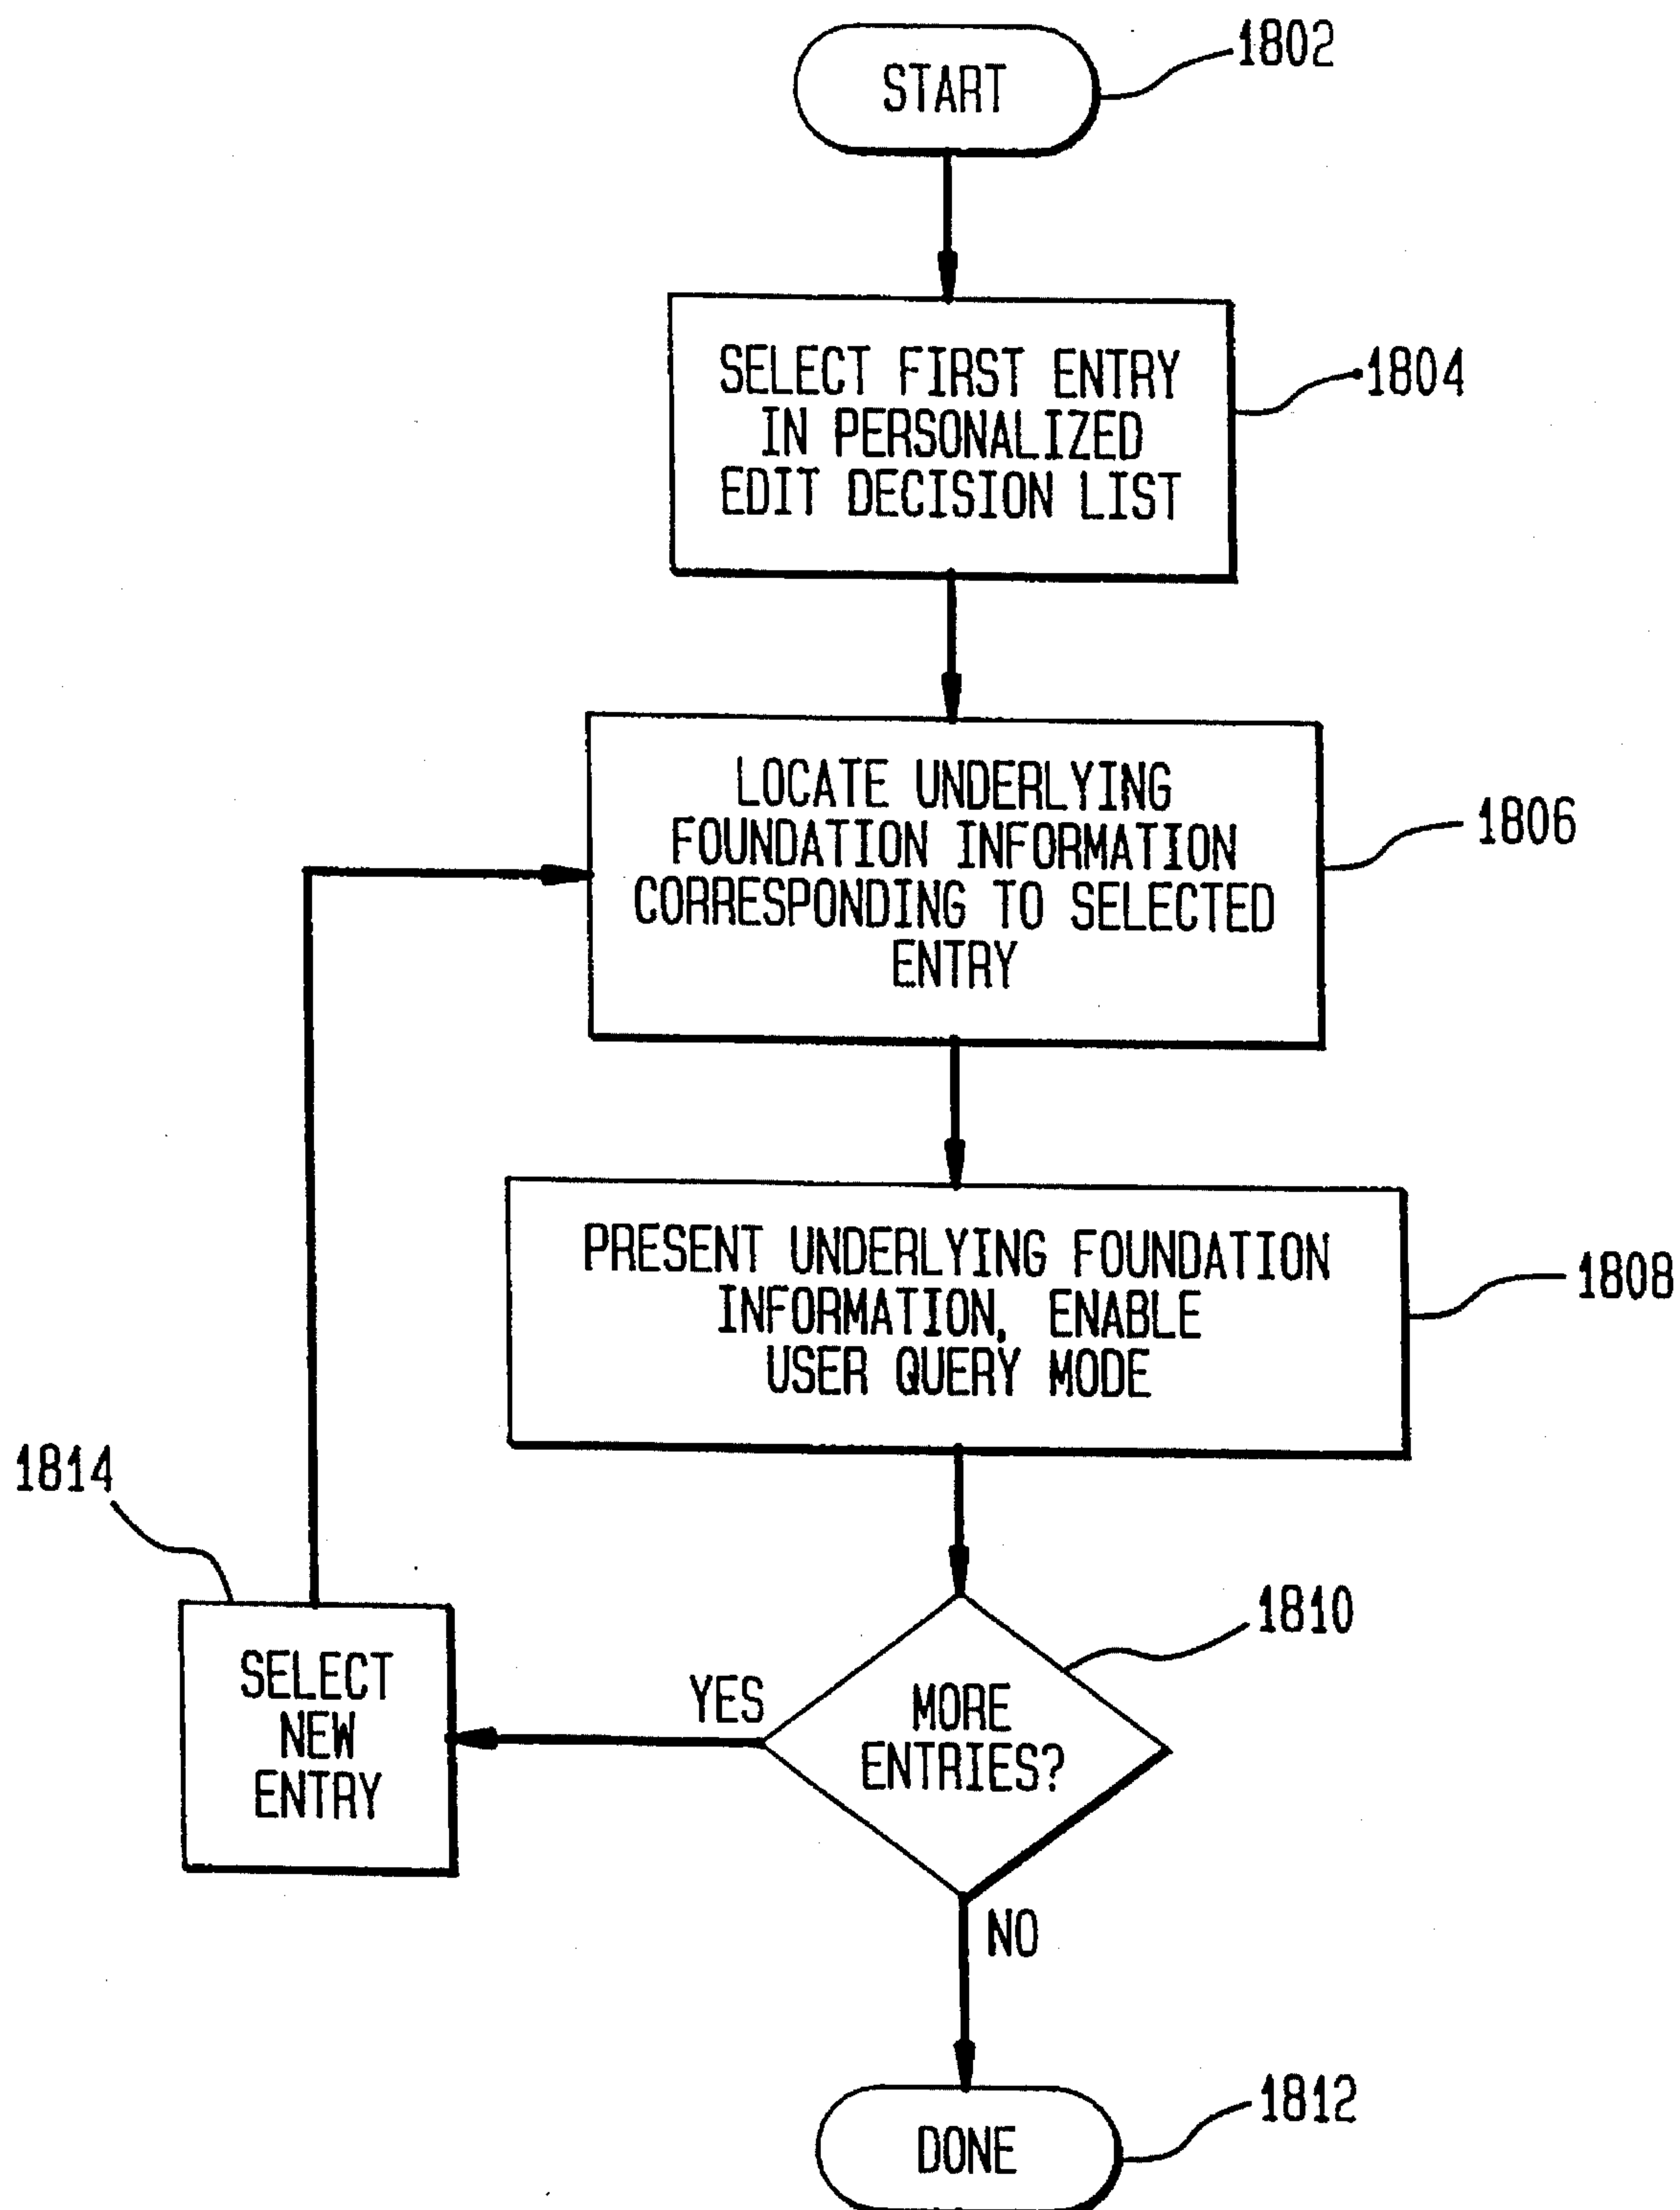 START
1802
SELECT FIRST ENTRY
IN PERSONALIZED
EDIT DECISION LIST
1804
LOCATE UNDERLYING
FOUNDATION INFORMATION
CORRESPONDING TO SELECTED
ENTRY
1806
PRESENT UNDERLYING FOUNDATION
INFORMATION, ENABLE
USER QUERY MODE
1808
1814
SELECT
NEW
ENTRY
YES
MORE
ENTRIES?
1810
NO
DONE
1812